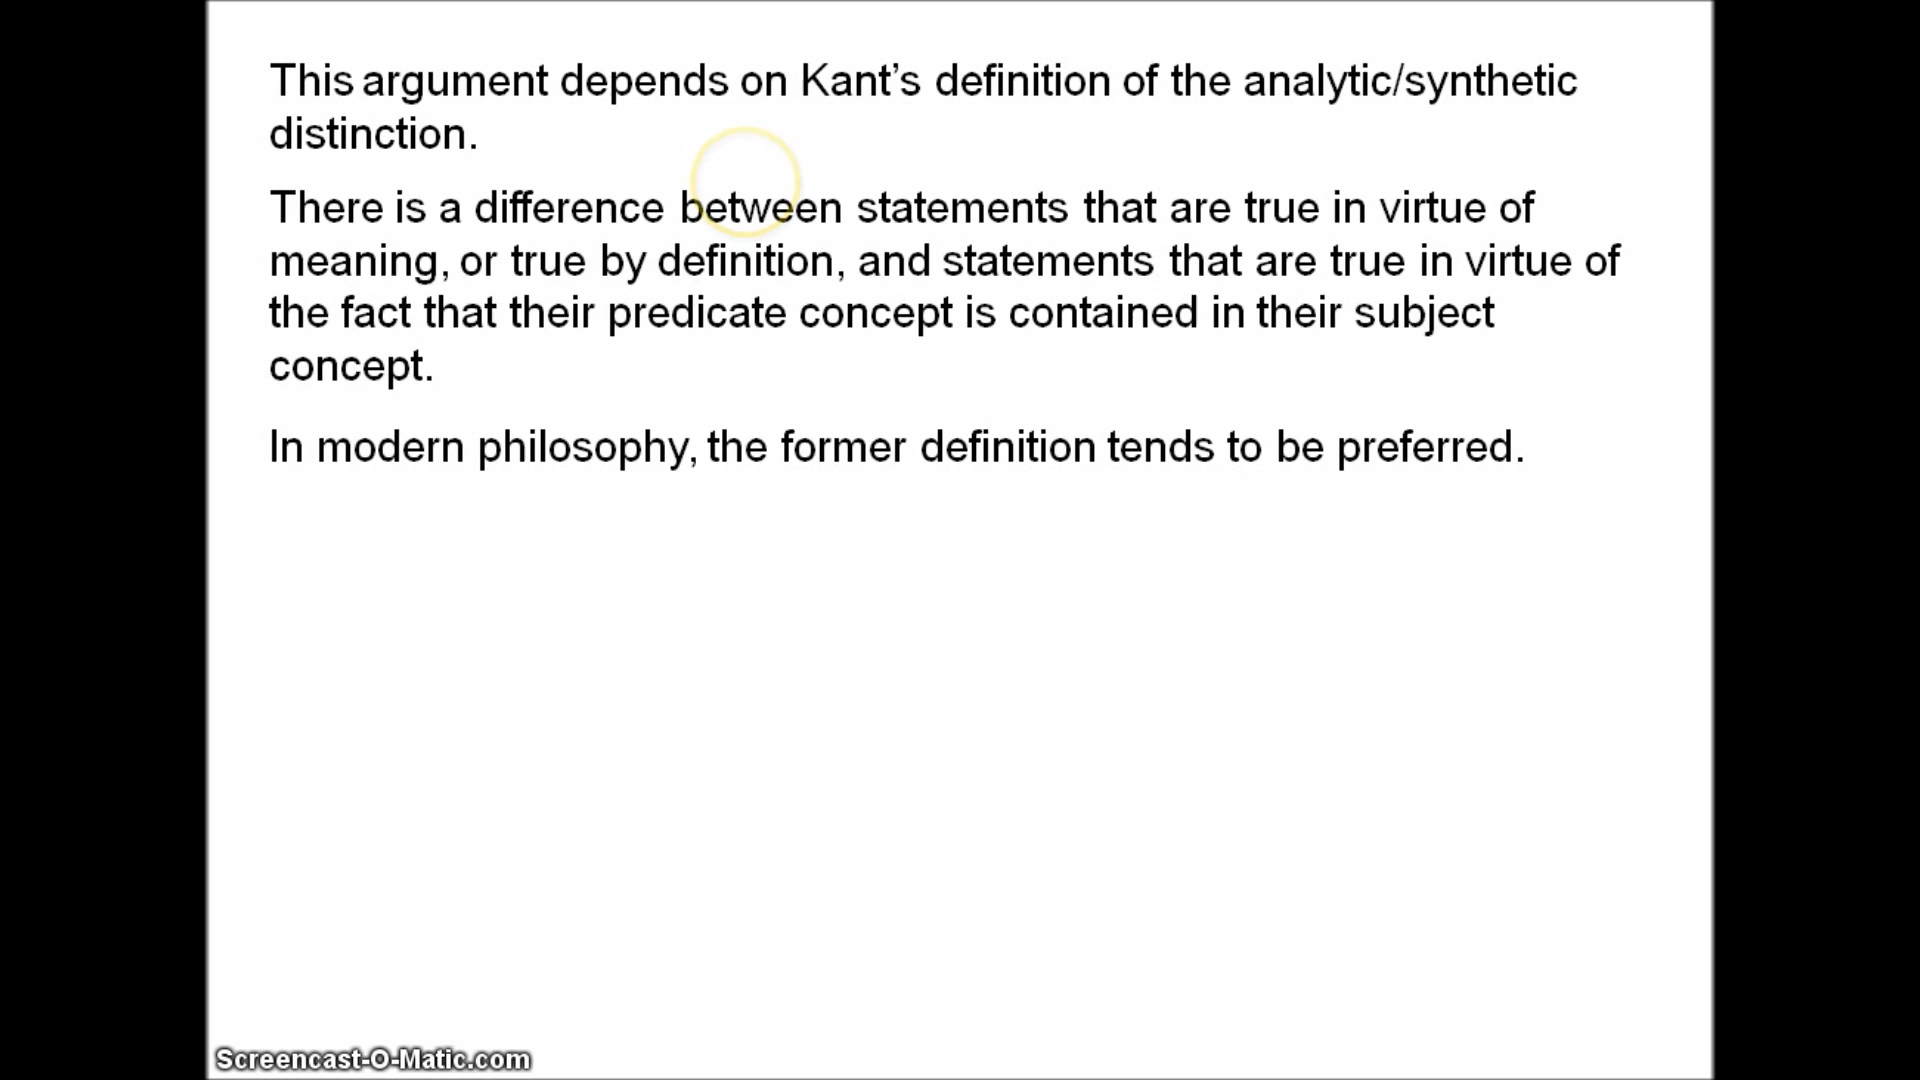 This argument depends on Kant’s definition of the analytic/synthetic
distinction.
There is a difference between statements that are true in virtue of
meaning, or true by definition, and statements that are true in virtue of
the fact that their predicate concept is contained in their subject
concept.
In modern philosophy, the former definition tends to be preferred.
Screencast-O-Matic.com